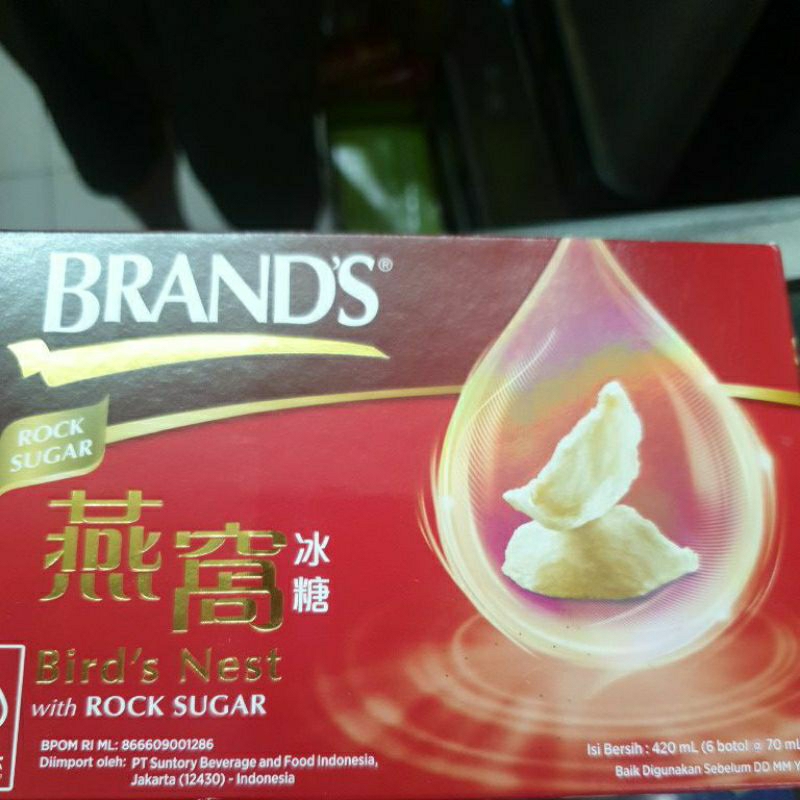 BRAND'S®
ROCK
SUGAR
燕窩
冰糖
Bird's Nest
with ROCK SUGAR
BPOM RI ML: 866609001286
Diimport oleh: PT Suntory Beverage and Food Indonesia,
Jakarta (12430) - Indonesia
Isi Bersih : 420 mL (6 botol @ 70 mL
Baik Digunakan Sebelum DD MM Y